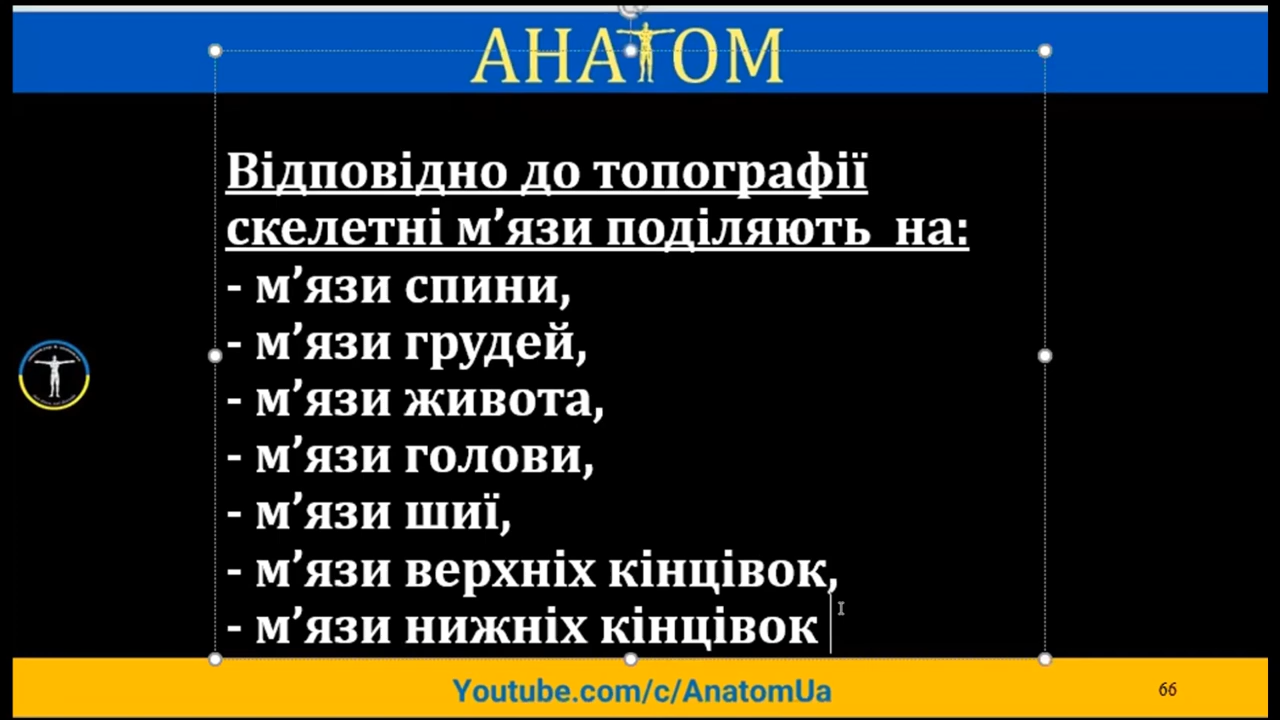 АНАТОМ
Відповідно до топографії
скелетні м’язи поділяють на:
- м’язи спини,
- м’язи грудей,
- м’язи живота,
- м’язи голови,
- м’язи шиї,
- м’язи верхніх кінцівок,
- м’язи нижніх кінцівок
Youtube.com/c/AnatomUa
66